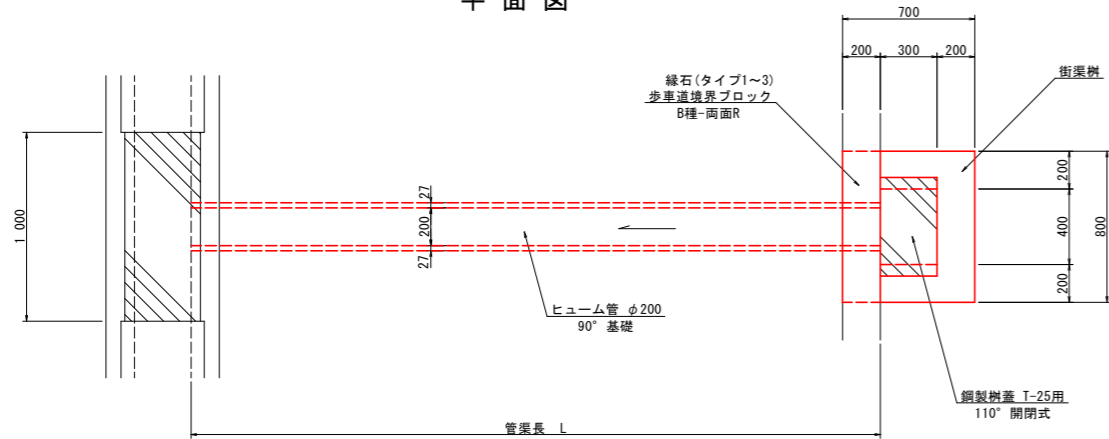 平 面 図
700
200
300
200
縁石(タイプ1~3)
歩車道境界ブロック
B種-両面R
街渠桝
1 000
27
200
27
200
400
200
800
ヒューム管 φ200
90° 基礎
鋼製桝蓋 T-25用
110° 開閉式
管渠長 L